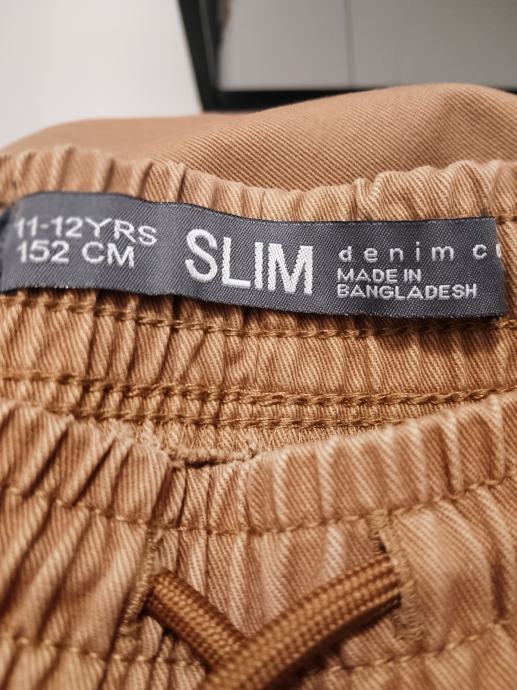 11-12YRS
152 CM
SLIM
denim
MADE IN
BANGLADESH